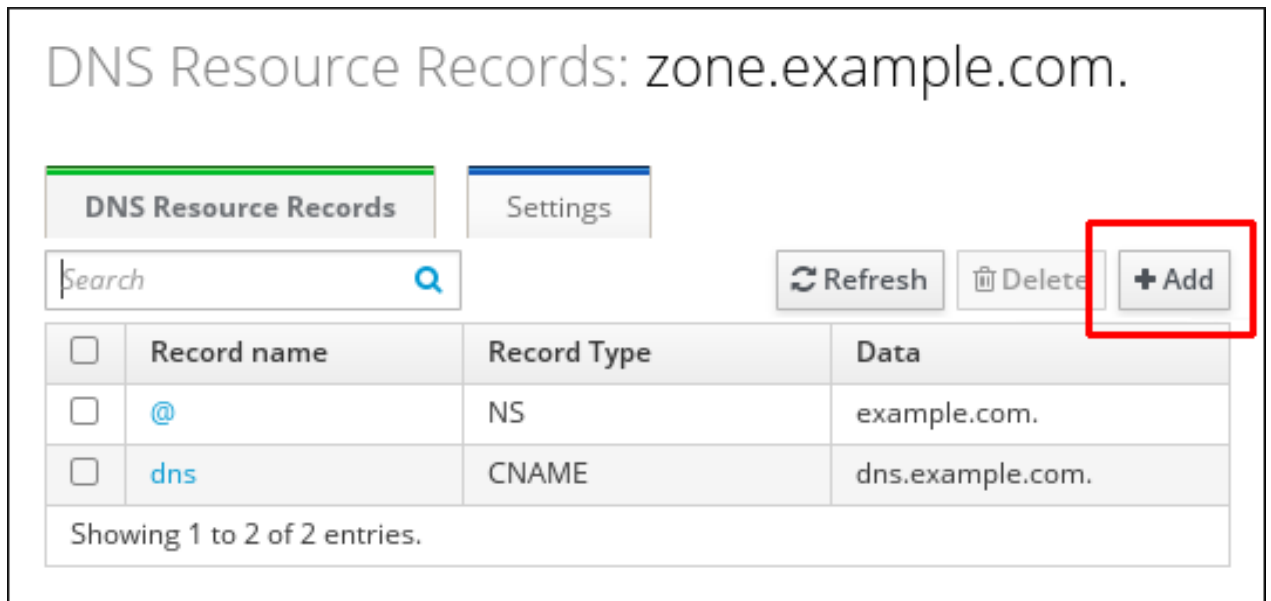 DNS Resource Records: zone.example.com.
DNS Resource Records Settings
Search Refresh Delete Add
Record name Record Type Data
@ NS example.com.
dns CNAME dns.example.com.
Showing 1 to 2 of 2 entries.